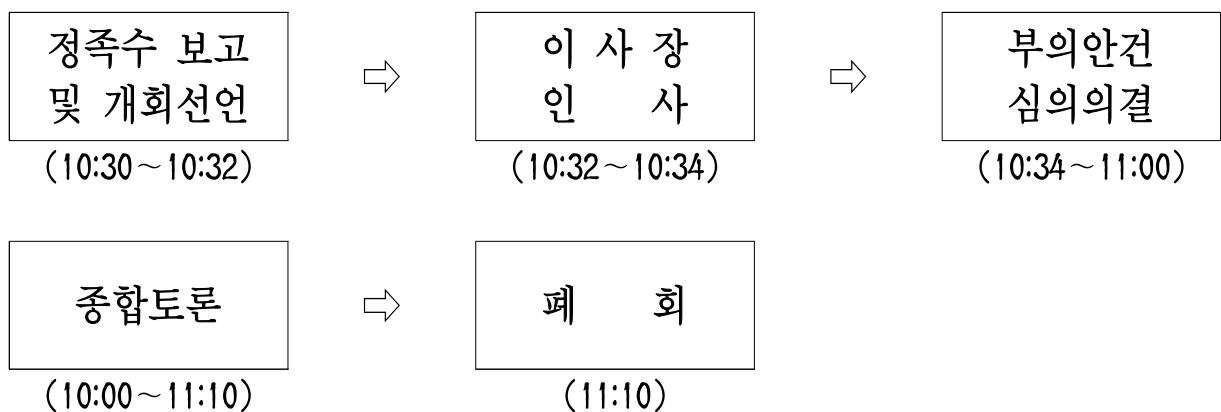 정족수 보고
및 개회선언
(10:30~10:32)
⇨
이 사 장
인 사
(10:32~10:34)
⇨
부의안건
심의의결
(10:34~11:00)
종합토론
(10:00~11:10)
⇨
폐 회
(11:10)